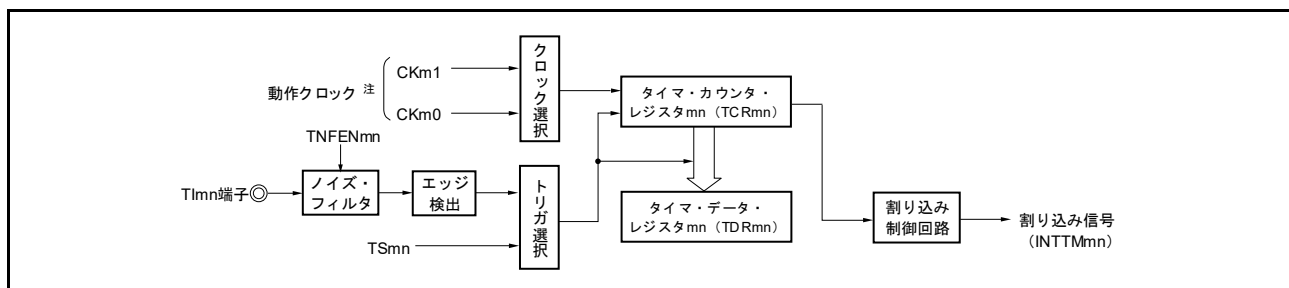 動作クロック 注
CKm1
CKm0
クロック選択
タイマ・カウンタ・
レジスタmn（TCRmn）
TNFENmn
TImn端子
ノイズ・
フィルタ
エッジ
検出
トリガ選択
TSmn
タイマ・データ・
レジスタmn（TDRmn）
割り込み
制御回路
割り込み信号
（INTTMmn）